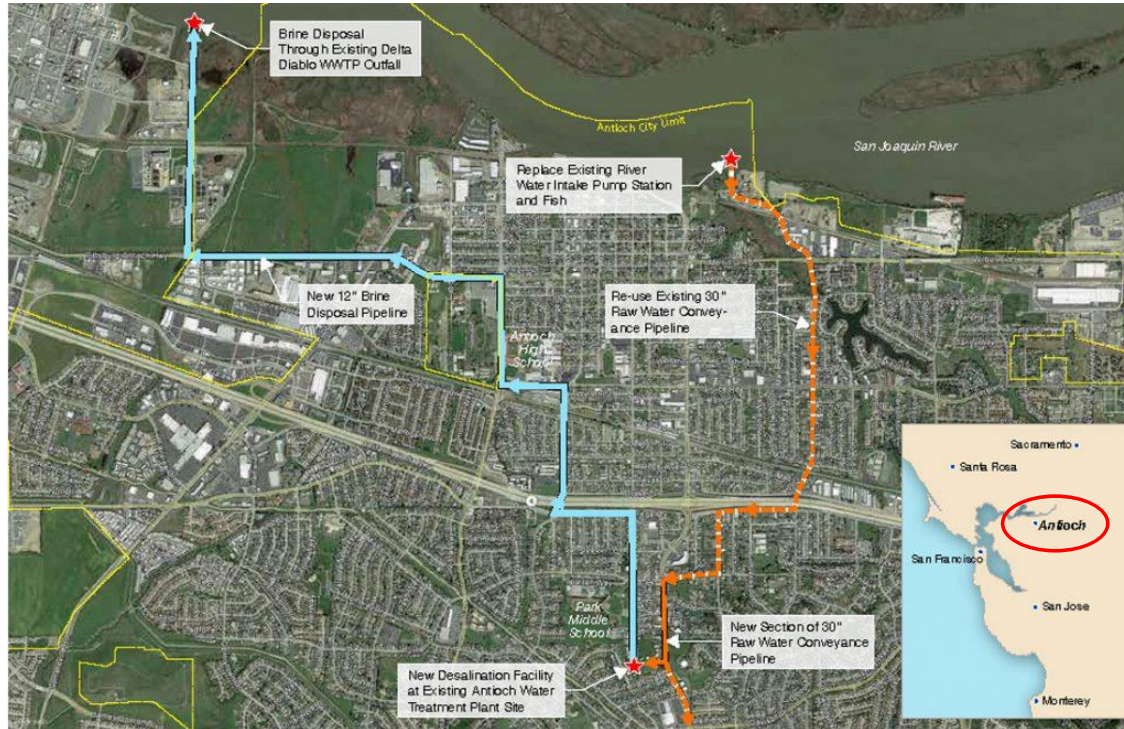 Brine Disposal
Through Existing Delta
Diablo WWTP Outfall
Antioch City Limit
San Joaquin River
Replace Existing River
Water Intake Pump Station
and Fish
New 12" Brine
Disposal Pipeline
Re-use Existing 30"
Raw Water Convey-
ance Pipeline
Antioch
High
School
Sacramento
Santa Rosa
Antioch
San Francisco
San Jose
Monterey
Park
Middle
School
New Section of 30"
Raw Water Conveyance
Pipeline
New Desalination Facility
at Existing Antioch Water
Treatment Plant Site